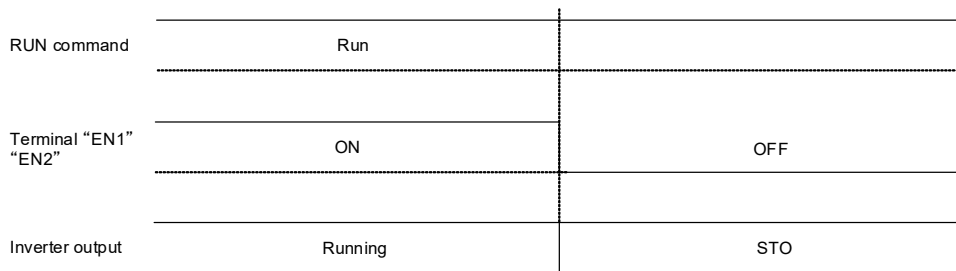 RUN command
Run
Terminal “EN1”
“EN2”
ON
OFF
Inverter output
Running
STO